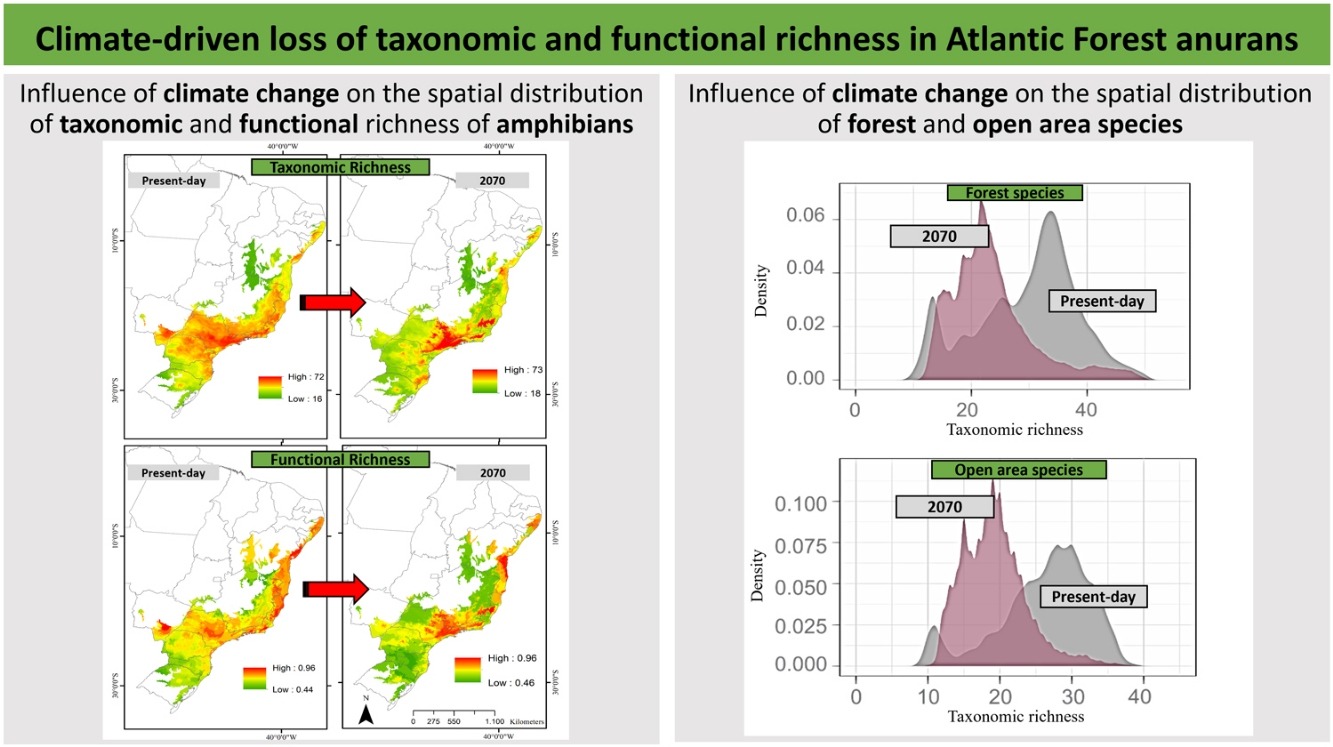 Climate-driven loss of taxonomic and functional richness in Atlantic Forest anurans
Influence of climate change on the spatial distribution
of taxonomic and functional richness of amphibians
40°0'0"W
40°0'0"W
Taxonomic Richness
Present-day
2070
10°0'0"S
10°0'0"S
High : 72
Low : 16
High : 73
Low : 18
30°0'0"S
30°0'0"S
Functional Richness
Present-day
2070
10°0'0"S
10°0'0"S
High : 0.96
Low : 0.44
High : 0.96
Low : 0.46
30°0'0"S
30°0'0"S
N
0 275 550 1.100 Kilometers
40°0'0"W
40°0'0"W
Influence of climate change on the spatial distribution
of forest and open area species
Forest species
2070
Present-day
Density
0.06
0.04
0.02
0.00
0 20 40
Taxonomic richness
Open area species
2070
Present-day
Density
0.100
0.075
0.050
0.025
0.000
0 10 20 30 40
Taxonomic richness